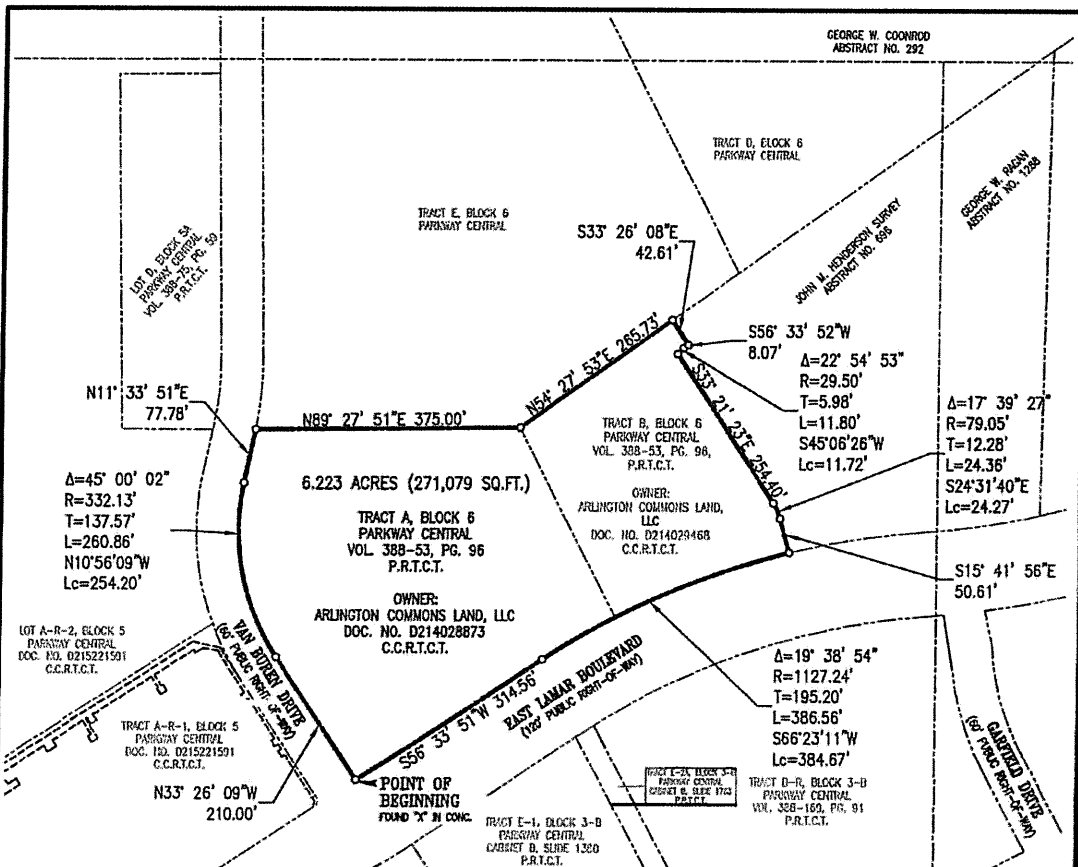 GEORGE W. COONROD
ABSTRACT NO. 292
TRACT D, BLOCK 6
PARKWAY CENTRAL
TRACT E, BLOCK 6
PARKWAY CENTRAL
GEORGE W. RAGAN
ABSTRACT NO. 1288
JOHN M. HENDERSON SURVEY
ABSTRACT NO. 696
LOT D, BLOCK 5A
PARKWAY CENTRAL
VOL. 388-75, PG. 50
P.R.T.C.T.
S33° 26' 08"E
42.61'
S56° 33' 52"W
8.07'
Δ=22° 54' 53"
R=29.50'
T=5.98'
L=11.80'
S45°06'26"W
Lc=11.72'
N11° 33' 51"E
77.78'
N89° 27' 51"E 375.00'
N54° 27' 53"E 265.73'
S33° 21' 23"E 254.40'
Δ=17° 39' 27"
R=79.05'
T=12.28'
L=24.36'
S24°31'40"E
Lc=24.27'
TRACT B, BLOCK 6
PARKWAY CENTRAL
VOL. 388-53, PG. 96,
P.R.T.C.T.
OWNER:
ARLINGTON COMMONS LAND,
LLC
DOC. NO. D214029468
C.C.R.T.C.T.
Δ=45° 00' 02"
R=332.13'
T=137.57'
L=260.86'
N10°56'09"W
Lc=254.20'
6.223 ACRES (271,079 SQ.FT.)
TRACT A, BLOCK 6
PARKWAY CENTRAL
VOL. 388-53, PG. 96
P.R.T.C.T.
OWNER:
ARLINGTON COMMONS LAND, LLC
DOC. NO. D214028873
C.C.R.T.C.T.
S15° 41' 56"E
50.61'
LOT A-R-2, BLOCK 5
PARKWAY CENTRAL
DOC. NO. D215221591
C.C.R.T.C.T.
VAN BUREN DRIVE
(60' PUBLIC RIGHT-OF-WAY)
S56° 33' 51"W 314.56'
EAST LAMAR BOULEVARD
(120' PUBLIC RIGHT-OF-WAY)
Δ=19° 38' 54"
R=1127.24'
T=195.20'
L=386.56'
S66°23'11"W
Lc=384.67'
TRACT A-R-1, BLOCK 5
PARKWAY CENTRAL
DOC. NO. D215221591
C.C.R.T.C.T.
N33° 26' 09"W
210.00'
POINT OF
BEGINNING
FOUND "X" IN CONC.
GARFIELD DRIVE
(60' PUBLIC RIGHT-OF-WAY)
PARKWAY CENTRAL
P.R.T.C.T.
TRACT D-R, BLOCK 3-B
PARKWAY CENTRAL
VOL. 388-169, PG. 91
P.R.T.C.T.
TRACT E-1, BLOCK 3-B
PARKWAY CENTRAL
CABINET B, SLIDE 1380
P.R.T.C.T.